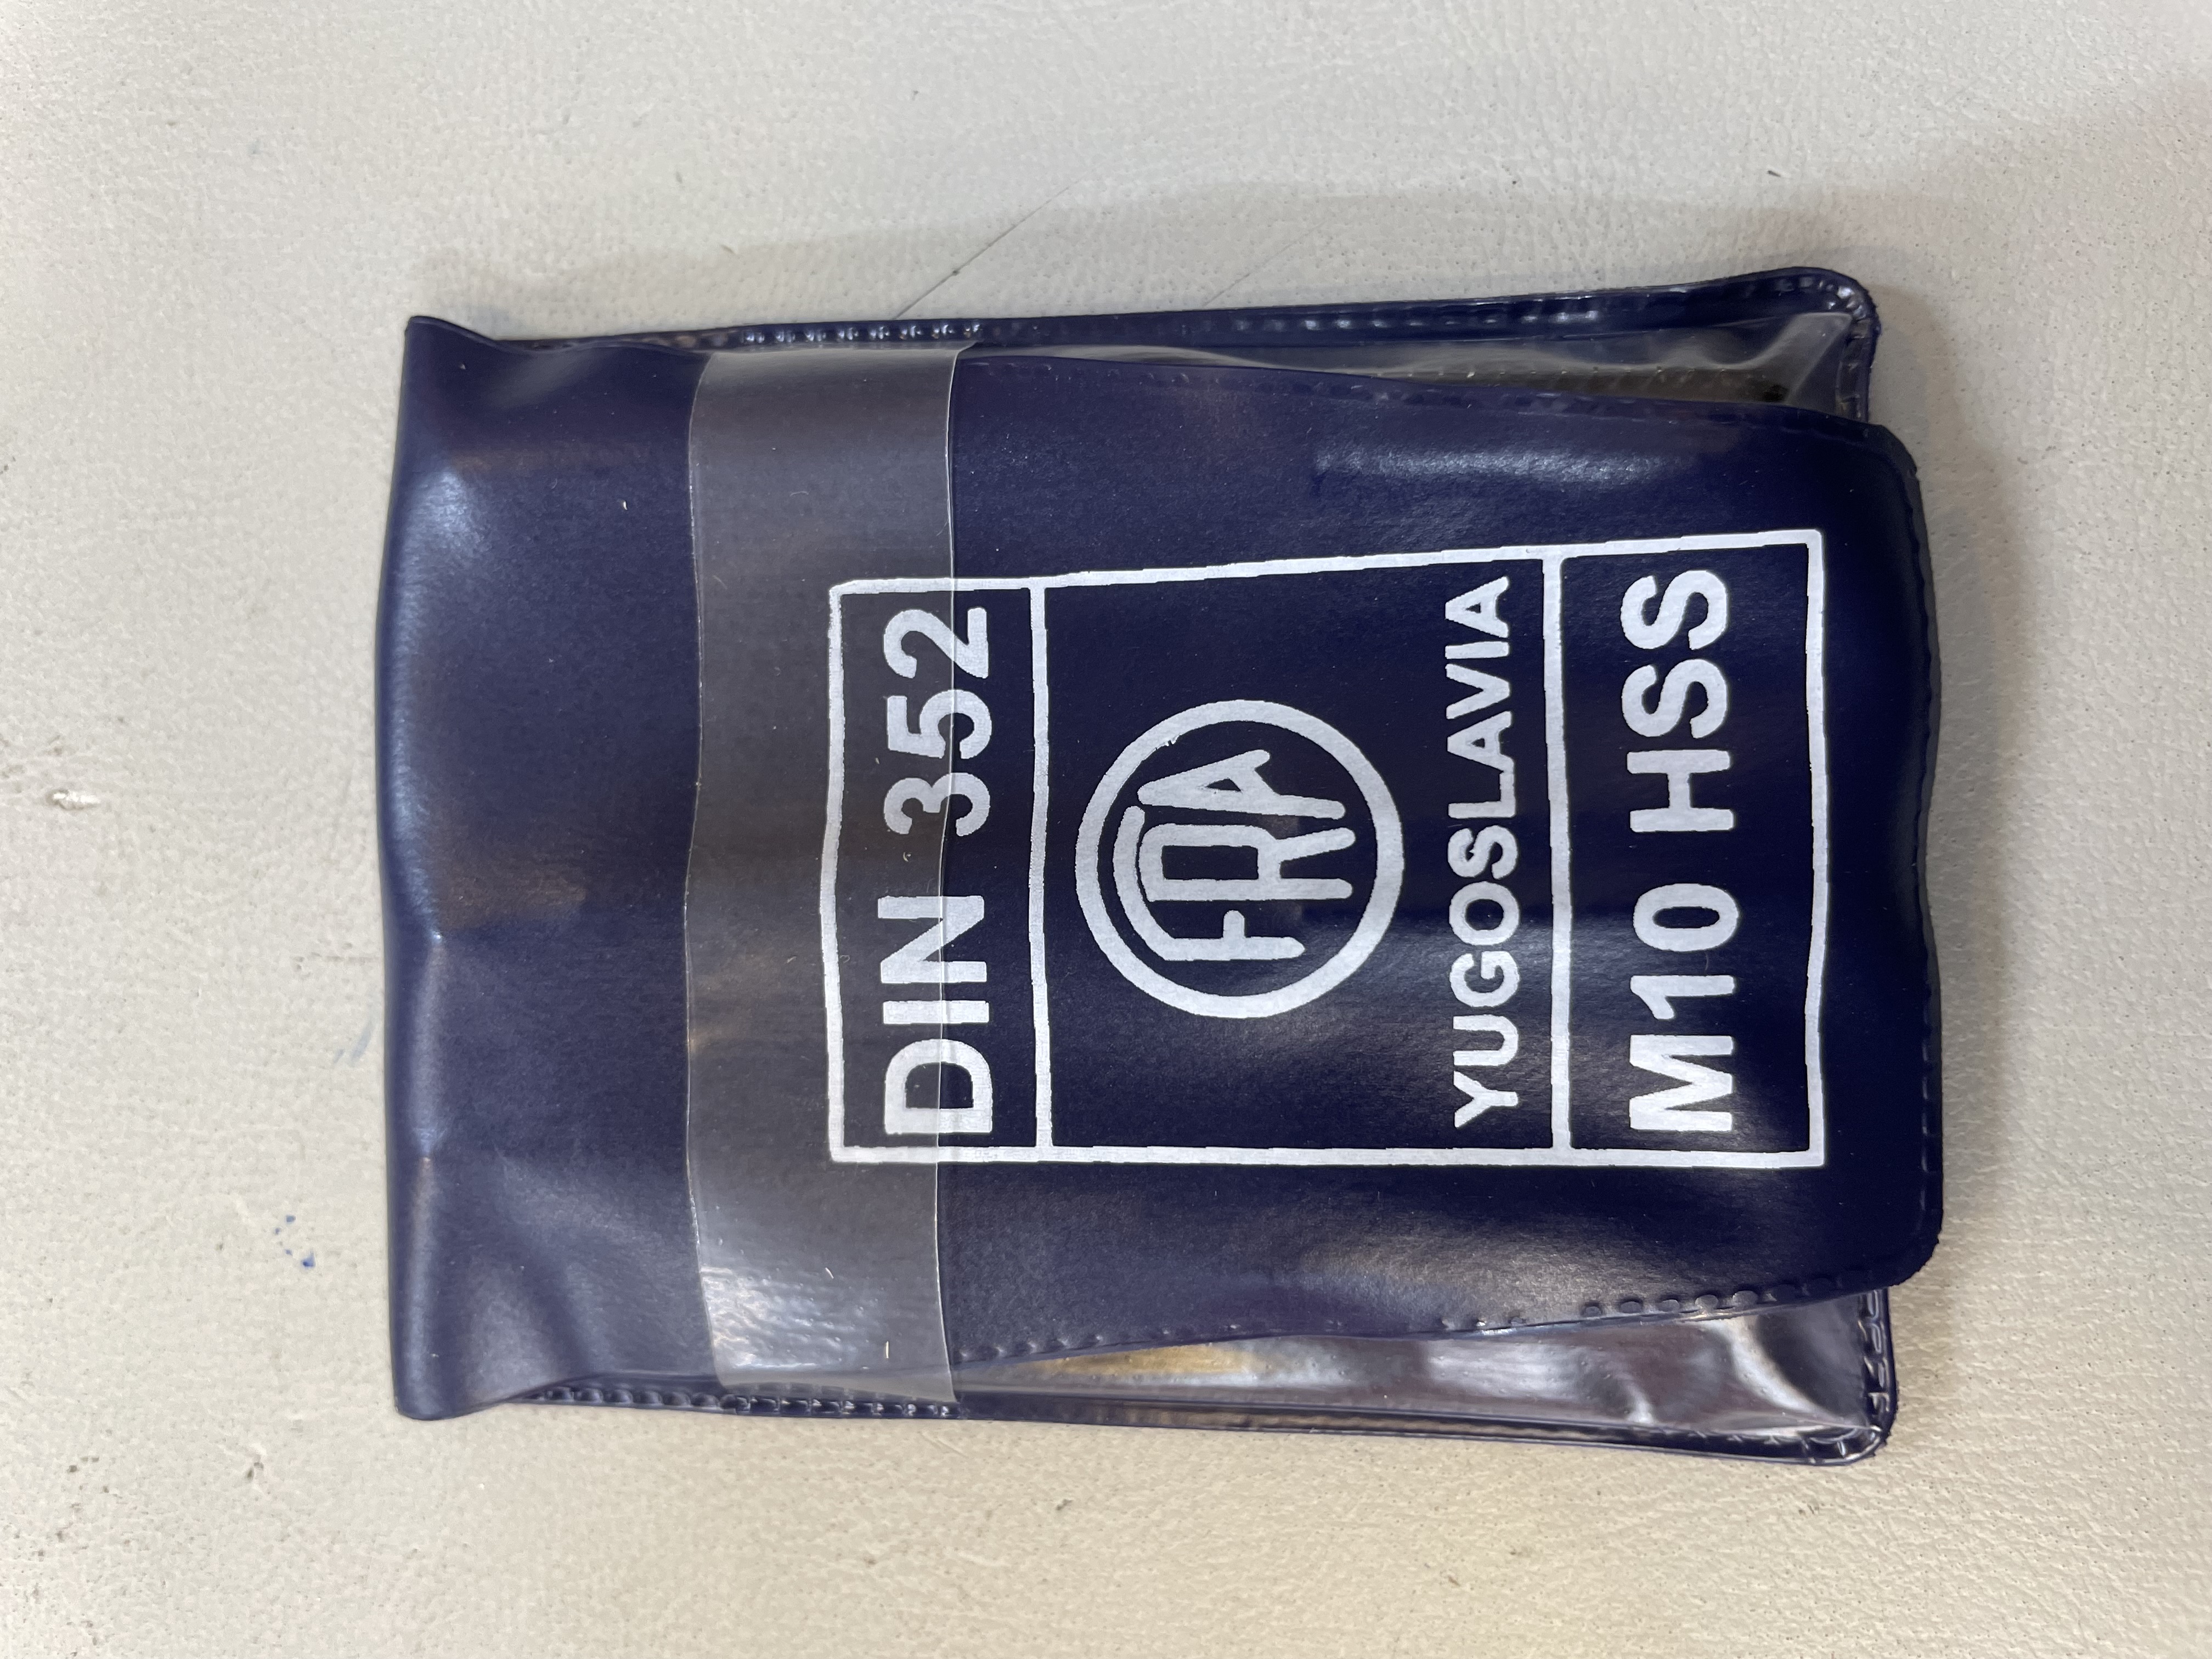 DIN 352
FRA
YUGOSLAVIA
M10 HSS